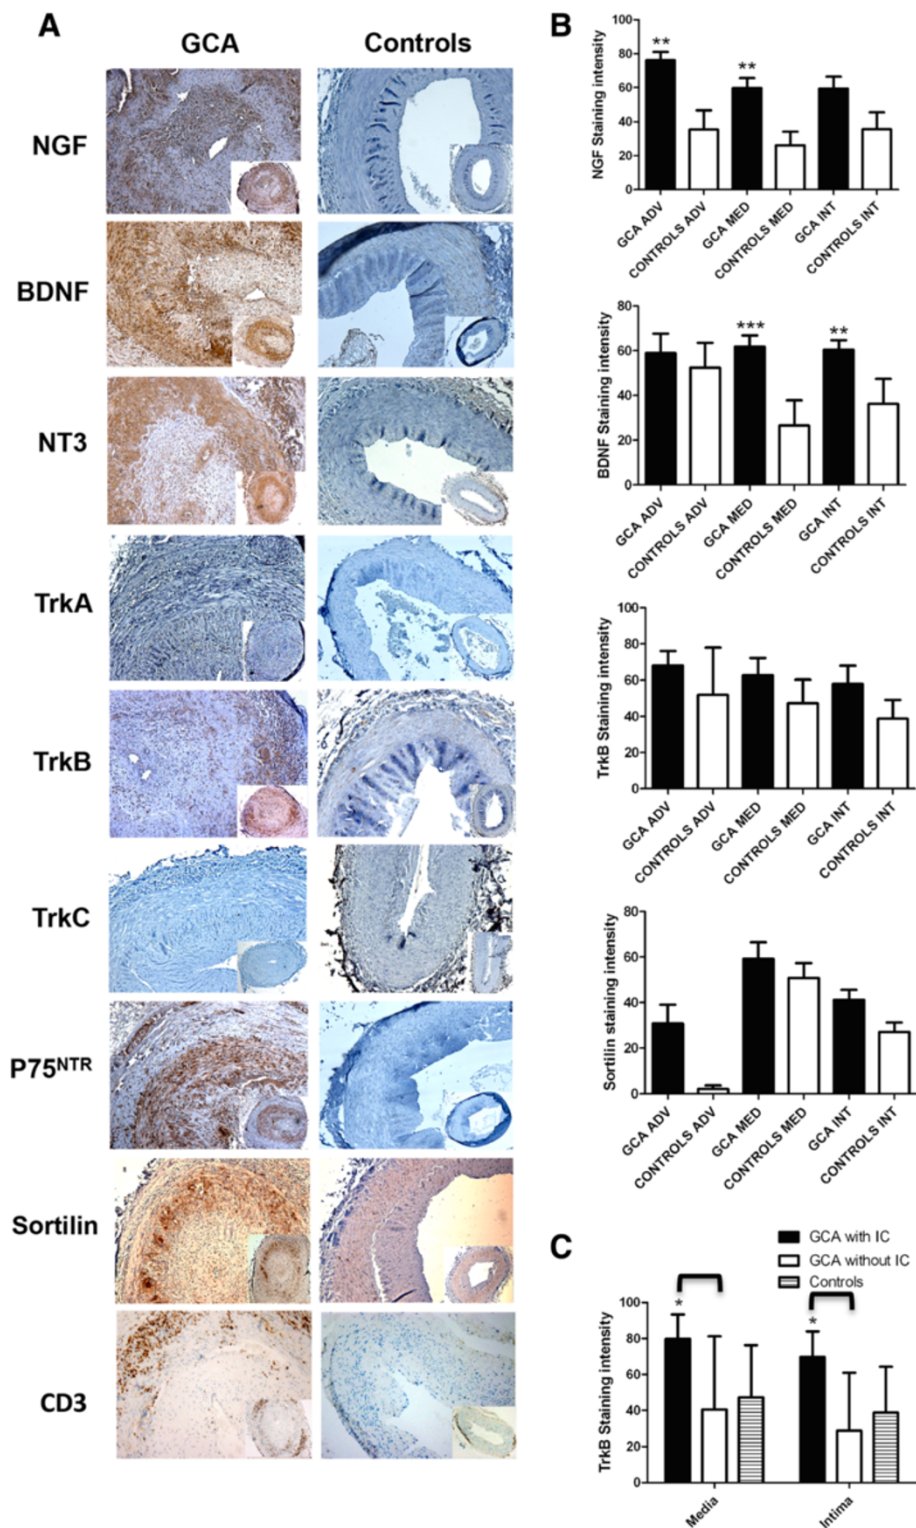 A
GCA
Controls
NGF
BDNF
NT3
TrkA
TrkB
TrkC
P75NTR
Sortilin
CD3
B
NGF Staining intensity
100
80
60
40
20
0
**
**
GCA ADV
CONTROLS ADV
GCA MED
CONTROLS MED
GCA INT
CONTROLS INT
BDNF Staining intensity
80
60
40
20
0
***
**
GCA ADV
CONTROLS ADV
GCA MED
CONTROLS MED
GCA INT
CONTROLS INT
TrkB Staining intensity
100
80
60
40
20
0
GCA ADV
CONTROLS ADV
GCA MED
CONTROLS MED
GCA INT
CONTROLS INT
Sortilin staining intensity
80
60
40
20
0
GCA ADV
CONTROLS ADV
GCA MED
CONTROLS MED
GCA INT
CONTROLS INT
C
GCA with IC
GCA without IC
Controls
TrkB Staining intensity
100
80
60
40
20
0
*
*
Media
Intima